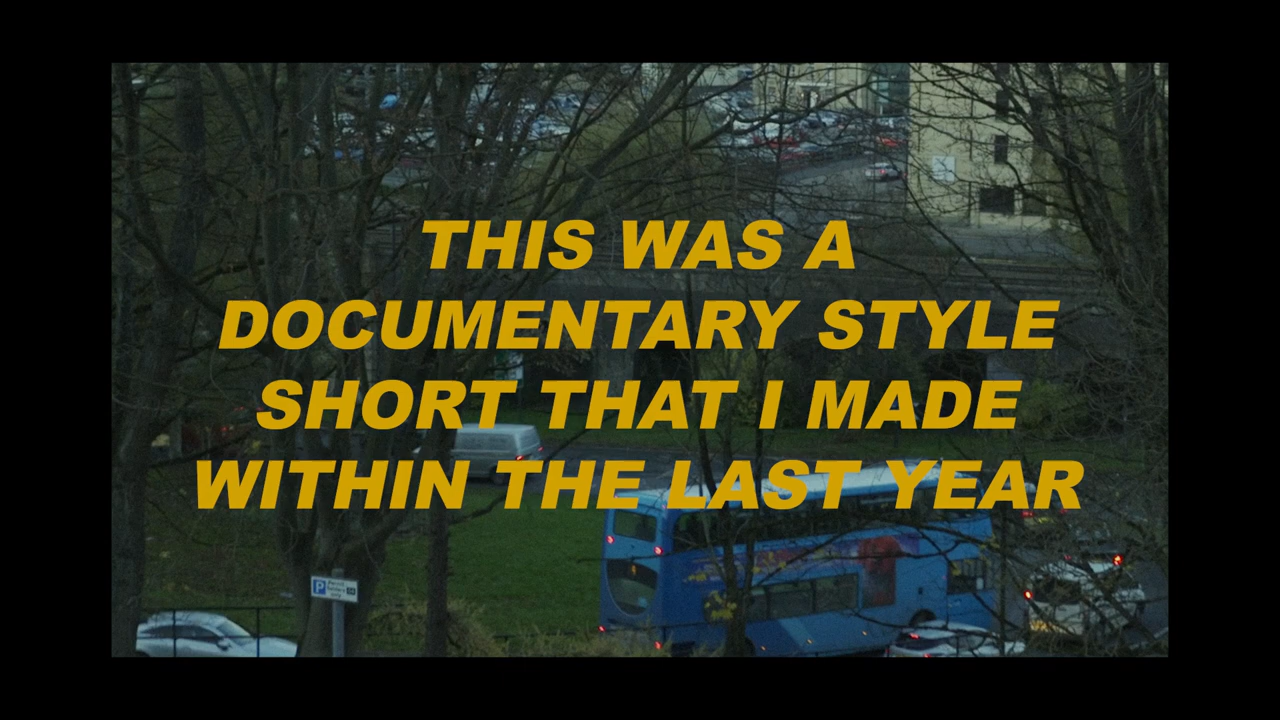 THIS WAS A
DOCUMENTARY STYLE
SHORT THAT I MADE
WITHIN THE LAST YEAR
P